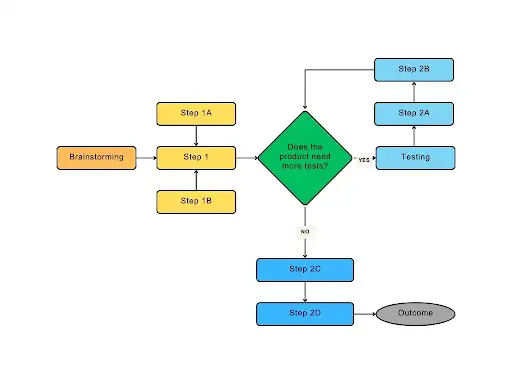 Step 2B
Step 1A
Step 2A
Brainstorming
Step 1
Does the
product need
more tests?
YES
Testing
Step 1B
NO
Step 2C
Step 2D
Outcome